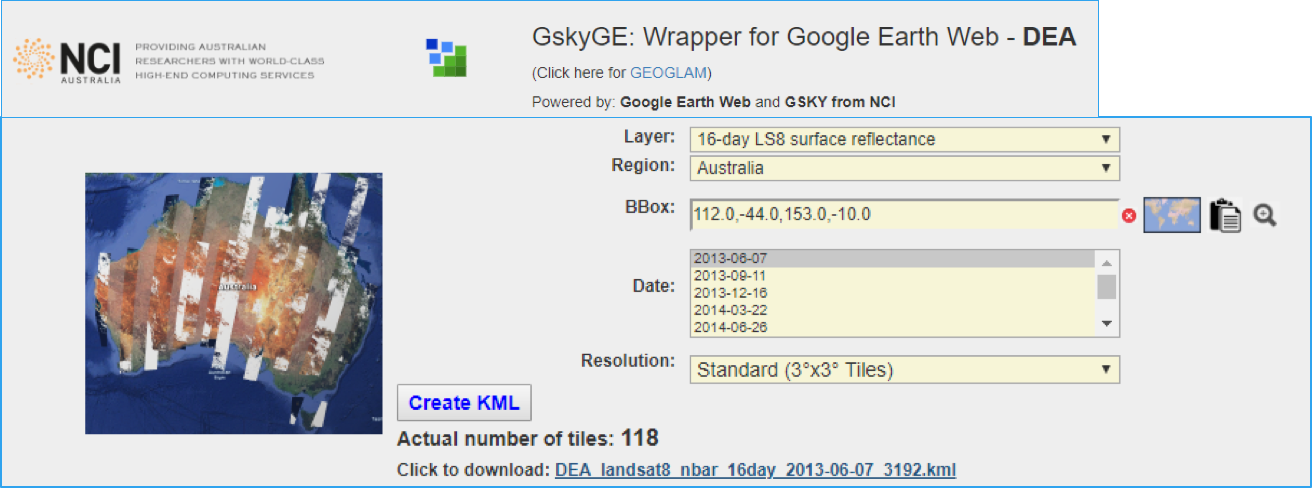 NCI
AUSTRALIA
PROVIDING AUSTRALIAN
RESEARCHERS WITH WORLD-CLASS
HIGH-END COMPUTING SERVICES
GskyGE: Wrapper for Google Earth Web - DEA
(Click here for GEOGLAM)
Powered by: Google Earth Web and GSKY from NCI
Layer: 16-day LS8 surface reflectance
Region: Australia
BBox: 112.0,-44.0,153.0,-10.0
Date:
2013-06-07
2013-09-11
2013-12-16
2014-03-22
2014-06-26
Resolution: Standard (3°x3° Tiles)
Australia
Create KML
Actual number of tiles: 118
Click to download: DEA_landsat8_nbar_16day_2013-06-07_3192.kml